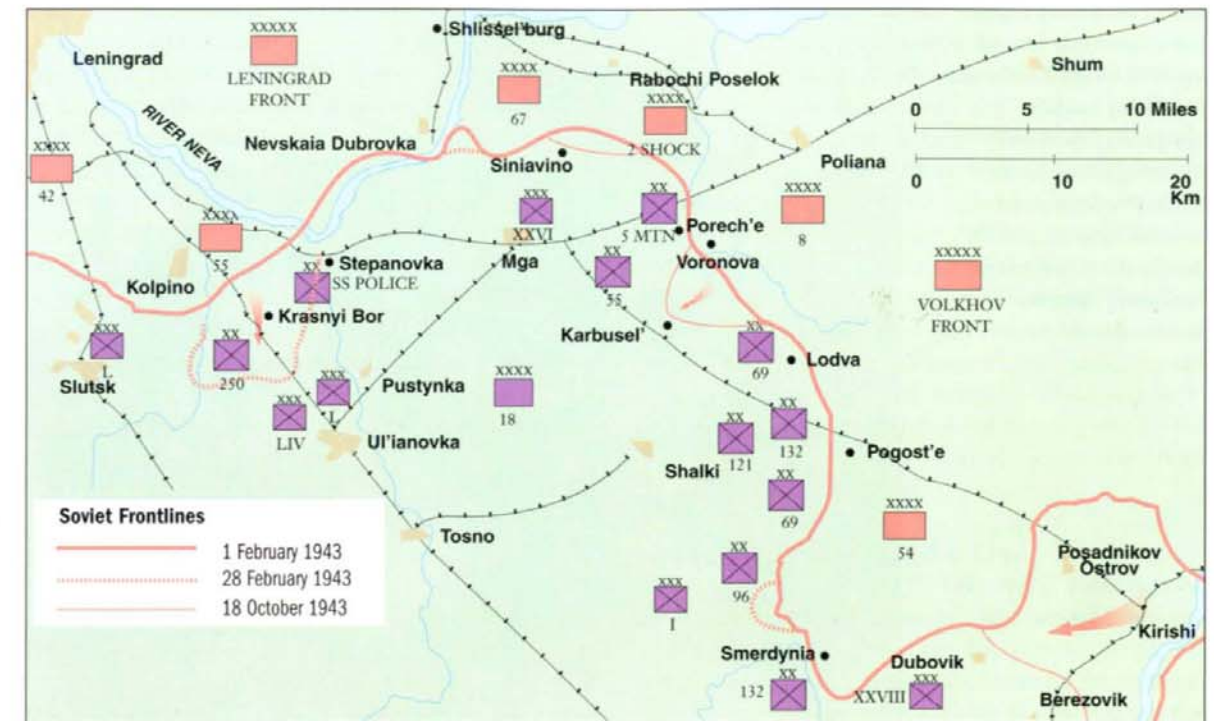 Leningrad
XXXXX
LENINGRAD
FRONT
Shlissel'burg
XXXX
67
Rabochi Poselok
XXXX
2 SHOCK
Shum
0 5 10 Miles
0 10 20
Km
RIVER NEVA
Nevskaia Dubrovka
Siniavino
Poliana
XXXXX
42
XXXX
55
XXX
XXVI
XX
5 MTN
Porech'e
XXXX
8
Voronova
XXXXX
VOLKHOV
FRONT
Kolpino
Stepanovka
XX
SS POLICE
Mga
XX
55
Krasnyi Bor
Karbusel'
XXX
L
Slutsk
XX
250
XX
69
Lodva
XXX
L
Pustynka
XXXX
18
XXX
LIV
Ul'ianovka
XX
121
XX
132
Pogost'e
Shalki
XX
69
XXXX
54
Soviet Frontlines
1 February 1943
28 February 1943
18 October 1943
Tosno
Posadnikov
Ostrov
XX
96
XXX
I
Kirishi
Smerdynia
Dubovik
XX
132
XXX
XXVIII
Berezovik